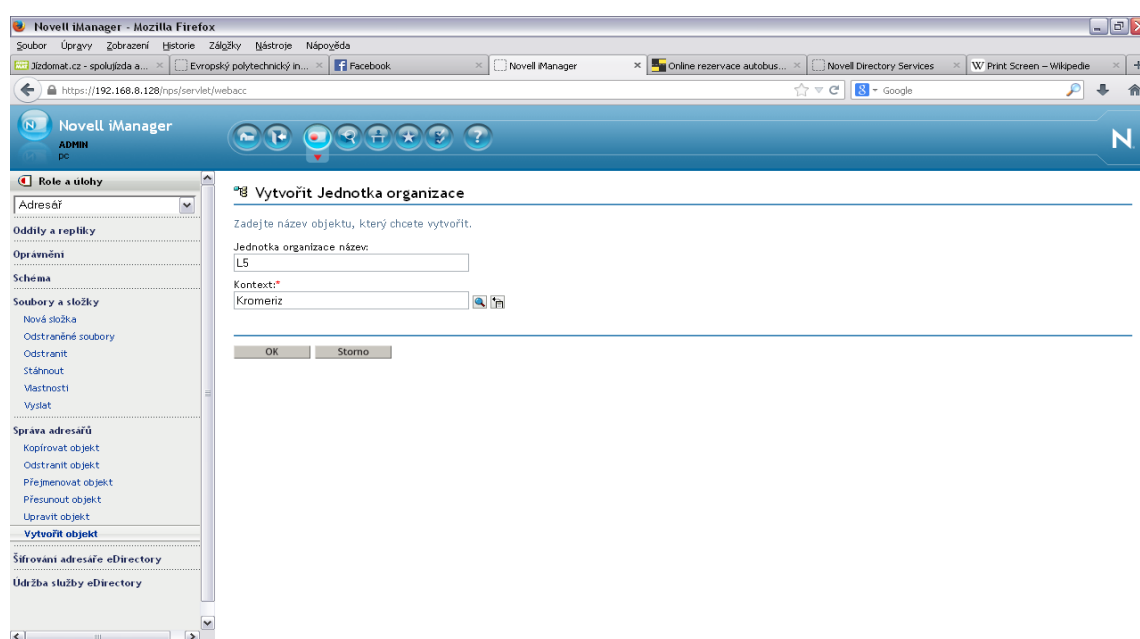 Novell iManager - Mozilla Firefox
Soubor Úpravy Zobrazení Historie Záložky Nástroje Nápověda
Jízdomat.cz - spolujízda a... Evropský polytechnický in... Facebook Novell iManager Online rezervace autobus... Novell Directory Services Print Screen – Wikipedie
https://192.168.8.128/nps/servlet/webacc Google
Novell iManager
ADMIN
pc
N
Role a úlohy
Adresář
Oddíly a repliky
Oprávnění
Schéma
Soubory a složky
Nová složka
Odstraněné soubory
Odstranit
Stáhnout
Vlastnosti
Vyslat
Správa adresářů
Kopírovat objekt
Odstranit objekt
Přejmenovat objekt
Přesunout objekt
Upravit objekt
Vytvořit objekt
Šifrování adresáře eDirectory
Údržba služby eDirectory
Vytvořit Jednotka organizace
Zadejte název objektu, který chcete vytvořit.
Jednotka organizace název:
L5
Kontext:*
Kromeriz
OK Storno